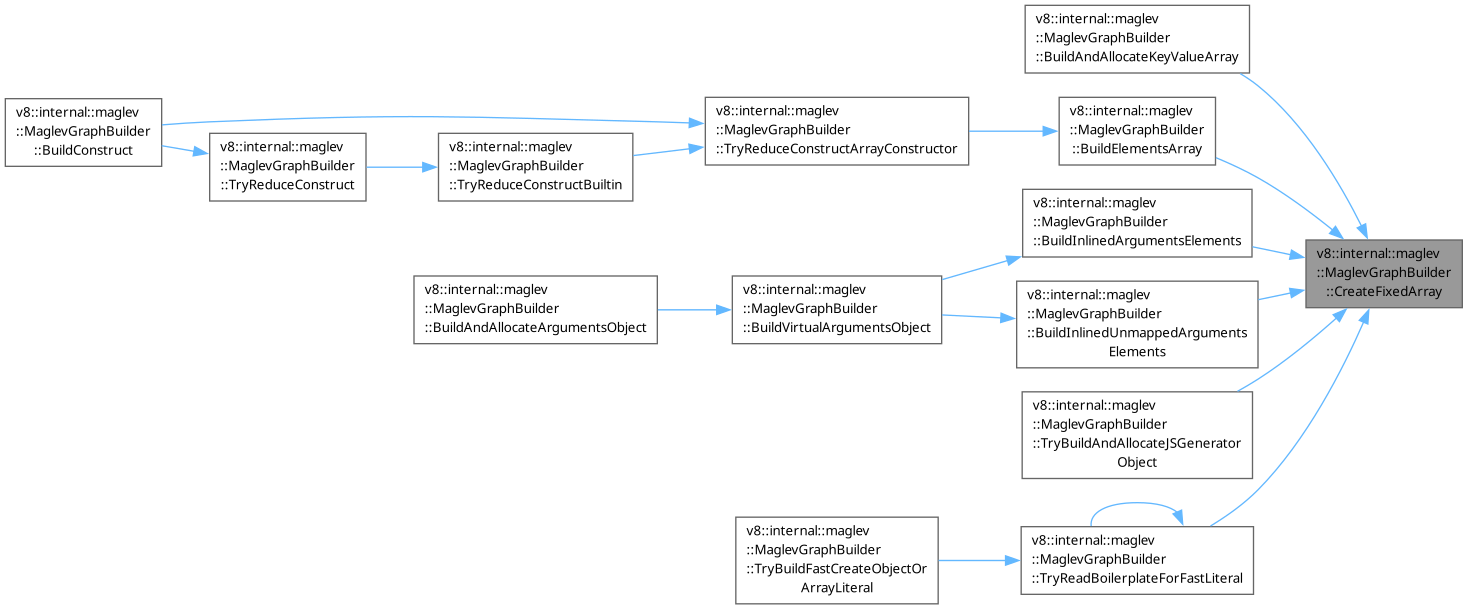 v8::internal::maglev
::MaglevGraphBuilder
::BuildAndAllocateKeyValueArray
v8::internal::maglev
::MaglevGraphBuilder
::BuildConstruct
v8::internal::maglev
::MaglevGraphBuilder
::TryReduceConstruct
v8::internal::maglev
::MaglevGraphBuilder
::TryReduceConstructBuiltin
v8::internal::maglev
::MaglevGraphBuilder
::TryReduceConstructArrayConstructor
v8::internal::maglev
::MaglevGraphBuilder
::BuildElementsArray
v8::internal::maglev
::MaglevGraphBuilder
::BuildInlinedArgumentsElements
v8::internal::maglev
::MaglevGraphBuilder
::CreateFixedArray
v8::internal::maglev
::MaglevGraphBuilder
::BuildAndAllocateArgumentsObject
v8::internal::maglev
::MaglevGraphBuilder
::BuildVirtualArgumentsObject
v8::internal::maglev
::MaglevGraphBuilder
::BuildInlinedUnmappedArguments
Elements
v8::internal::maglev
::MaglevGraphBuilder
::TryBuildAndAllocateJSGenerator
Object
v8::internal::maglev
::MaglevGraphBuilder
::TryBuildFastCreateObjectOr
ArrayLiteral
v8::internal::maglev
::MaglevGraphBuilder
::TryReadBoilerplateForFastLiteral